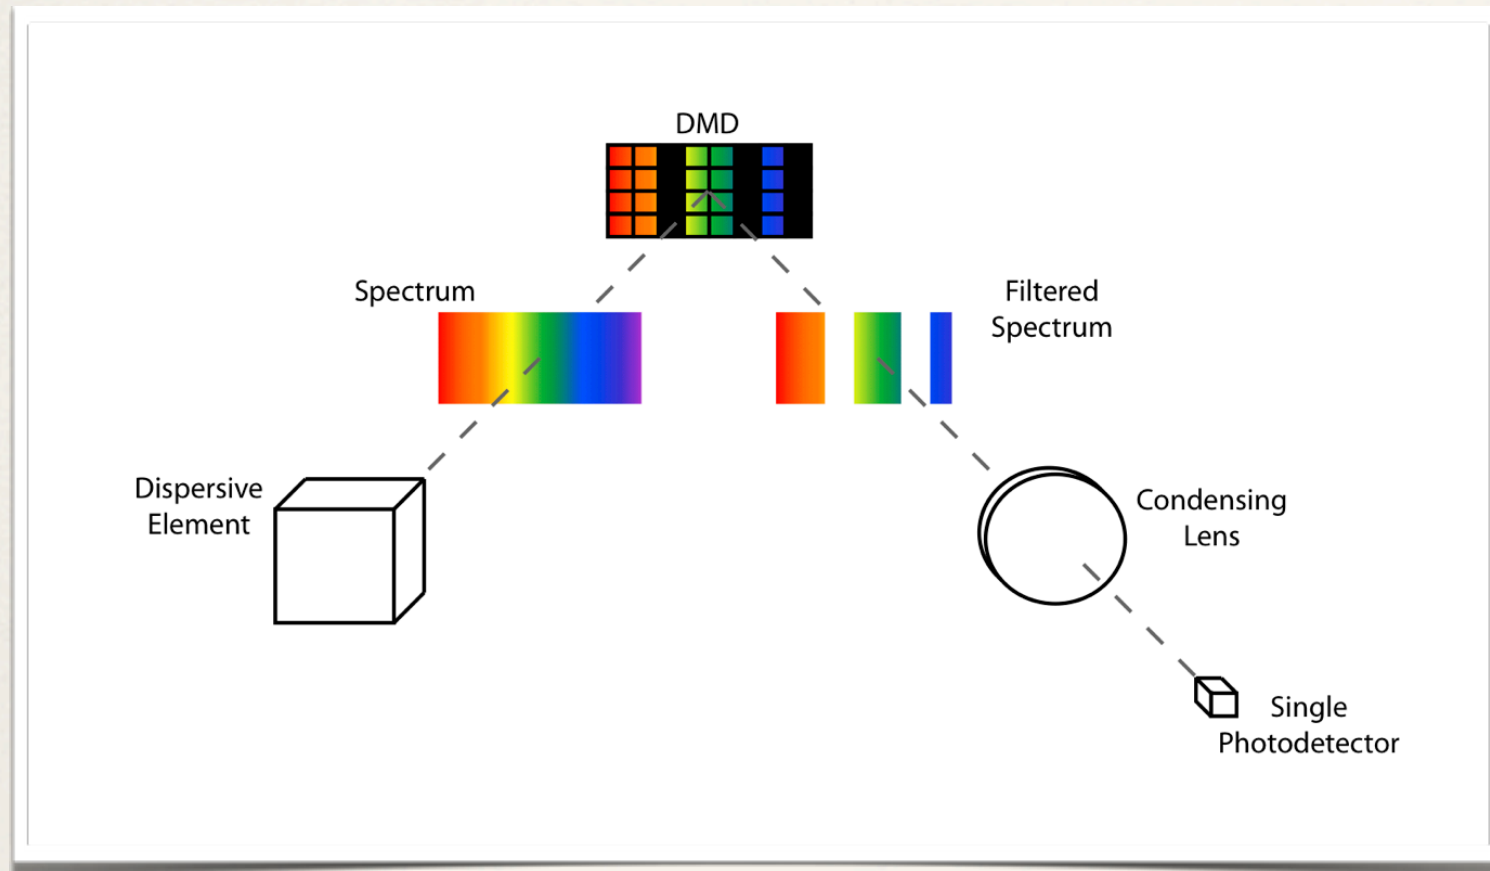 DMD
Spectrum
Filtered
Spectrum
Dispersive
Element
Condensing
Lens
Single
Photodetector